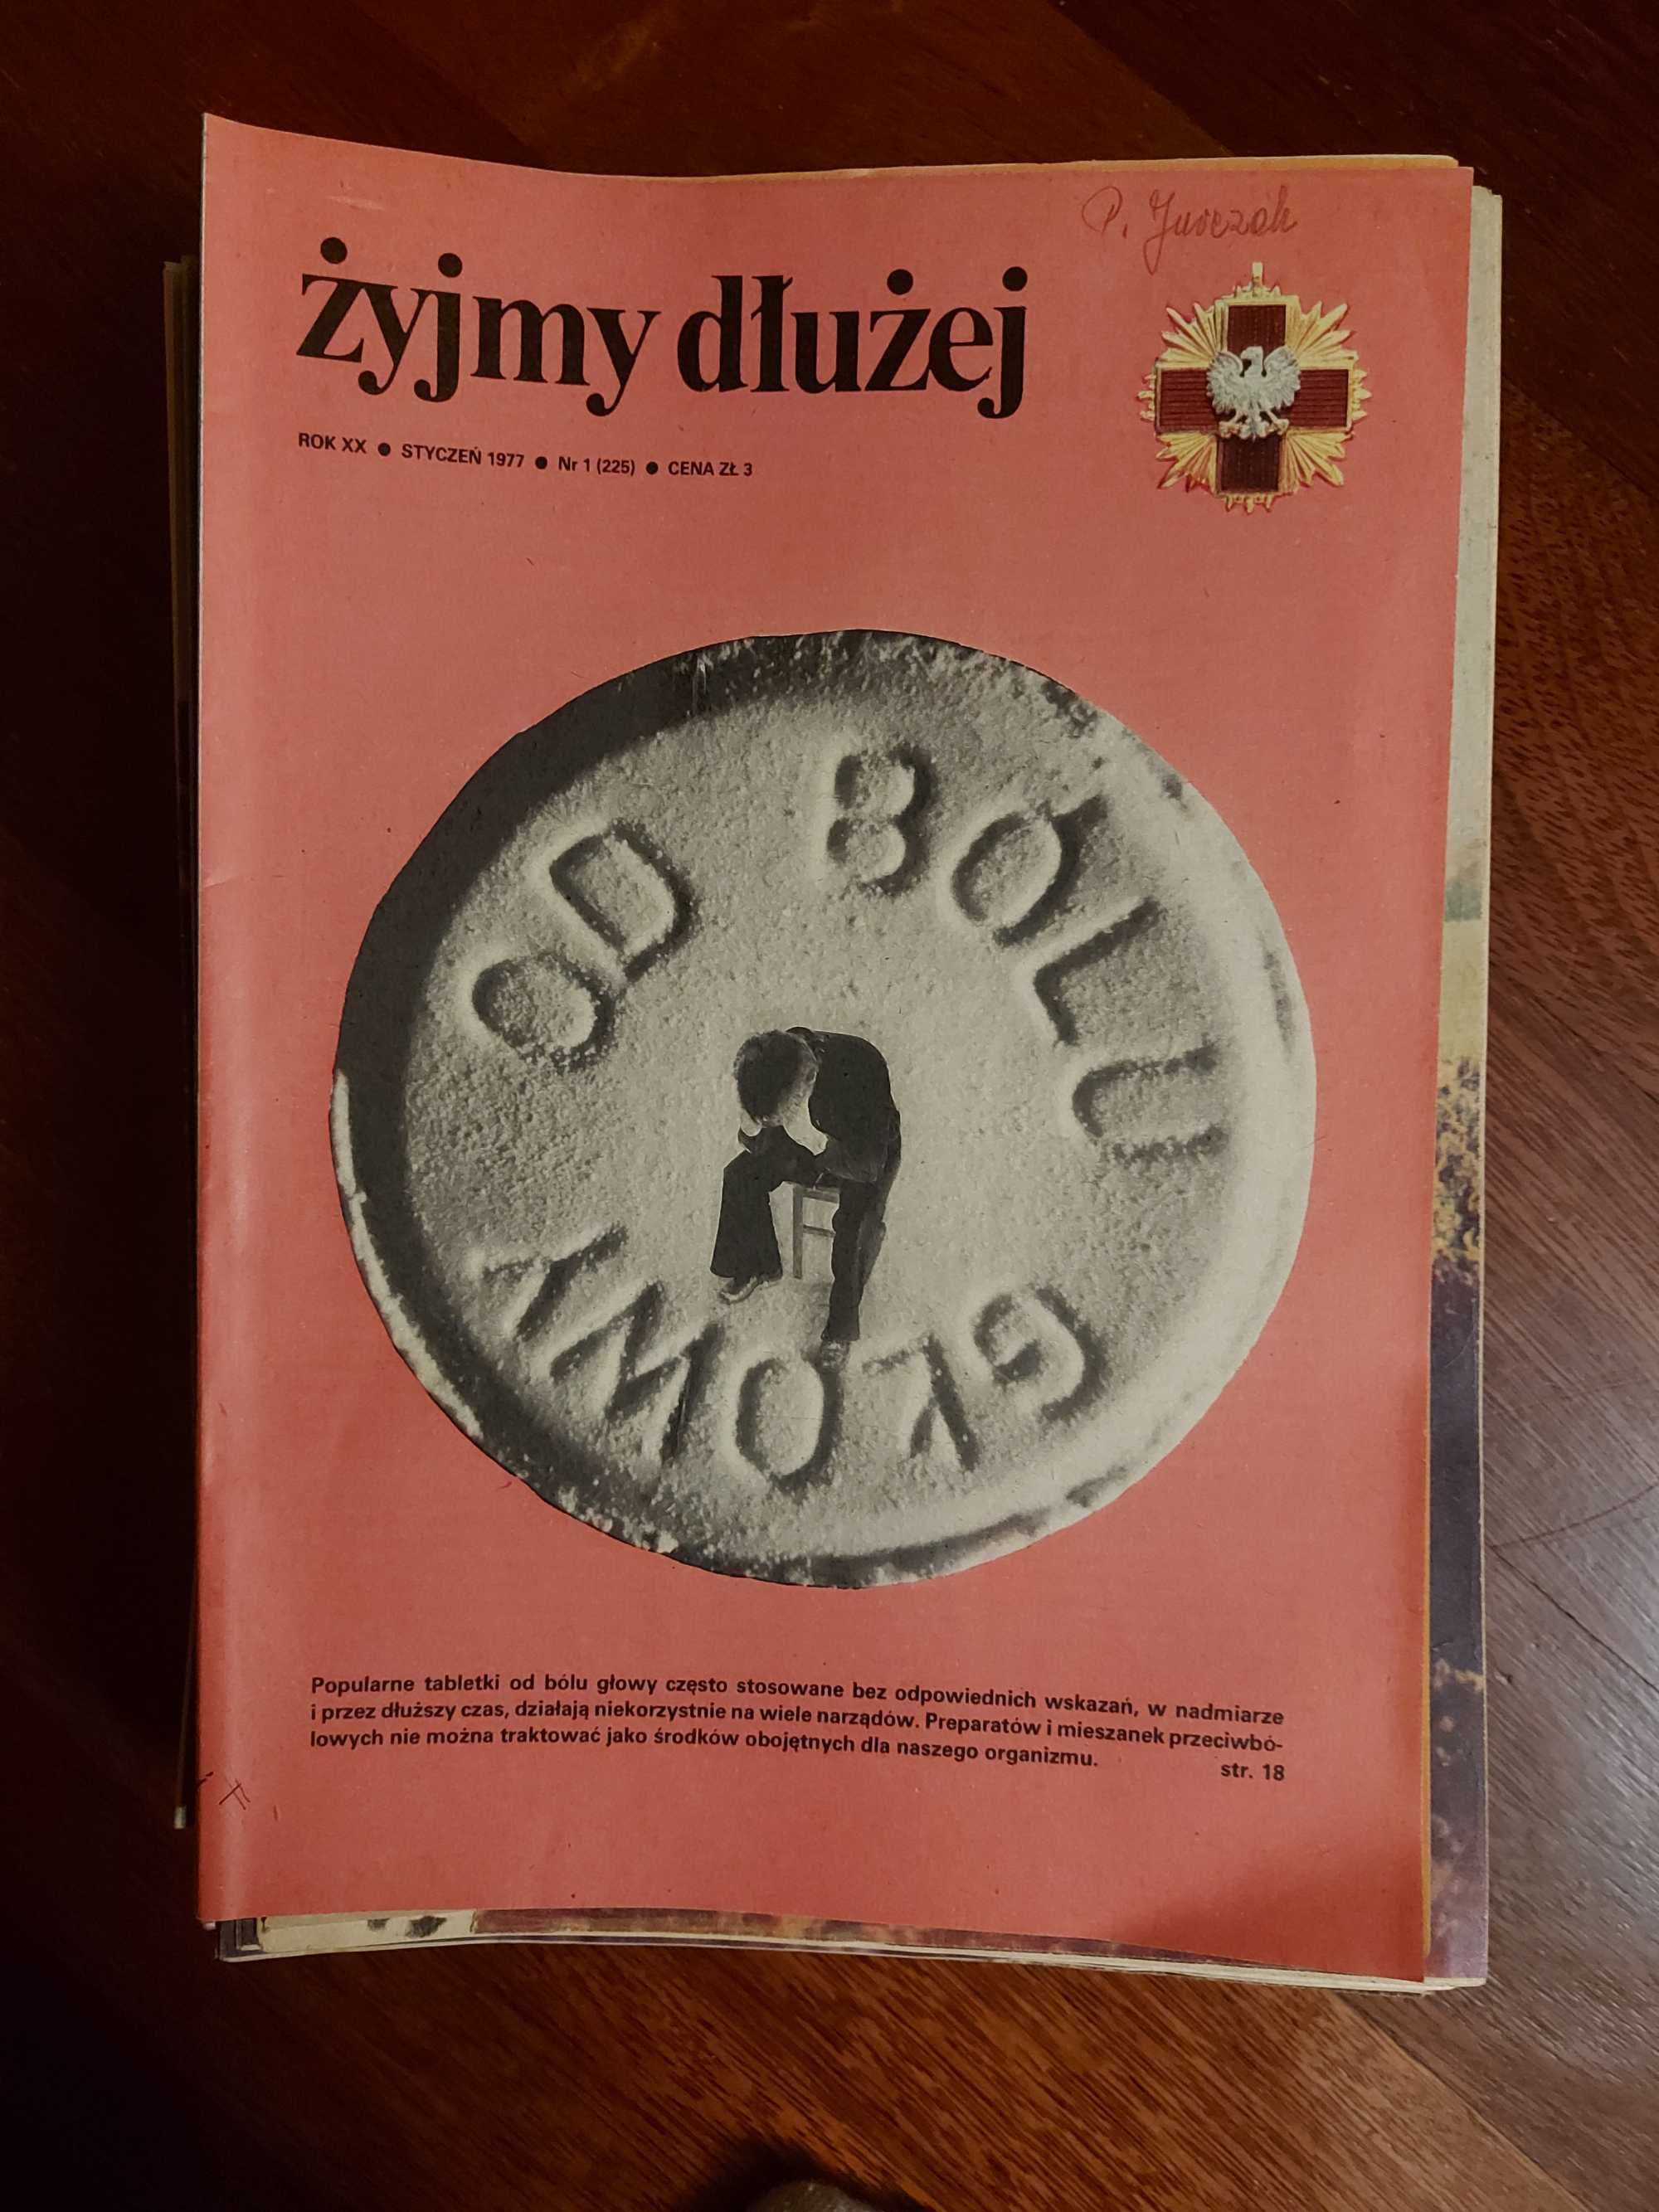 P. Jurczak
żyjmy dłużej
ROK XX ● STYCZEŃ 1977 ● Nr 1 (225) ● CENA ZŁ 3
OD BÓLU
GŁOWY
Popularne tabletki od bólu głowy często stosowane bez odpowiednich wskazań, w nadmiarze
i przez dłuższy czas, działają niekorzystnie na wiele narządów. Preparatów i mieszanek przeciwbó-
lowych nie można traktować jako środków obojętnych dla naszego organizmu.
str. 18